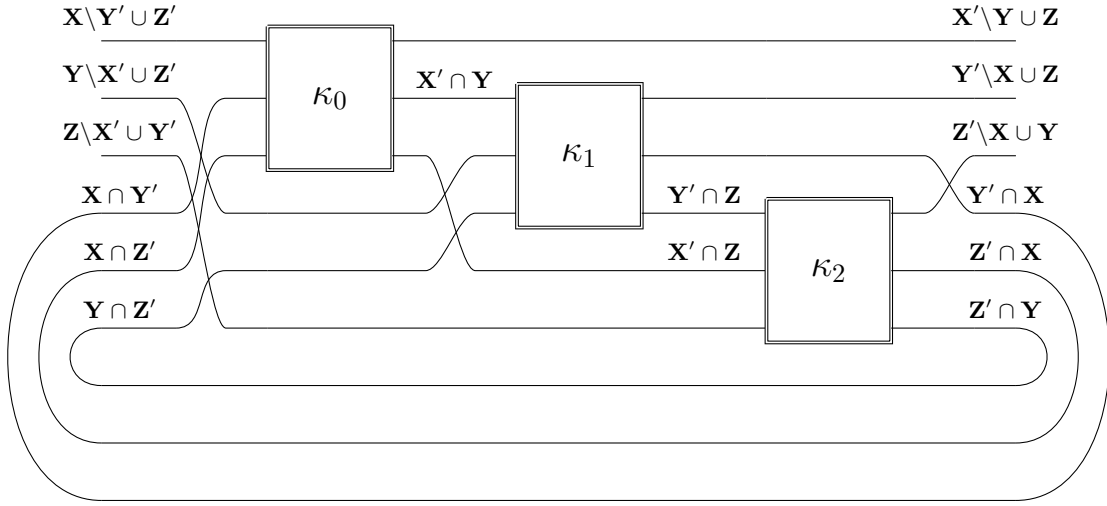 X\Y′ ∪ Z′
X′\Y ∪ Z
Y\X′ ∪ Z′
κ₀
X′ ∩ Y
Y′\X ∪ Z
Z\X′ ∪ Y′
κ₁
Z′\X ∪ Y
X ∩ Y′
Y′ ∩ Z
Y′ ∩ X
X ∩ Z′
X′ ∩ Z
κ₂
Z′ ∩ X
Y ∩ Z′
Z′ ∩ Y